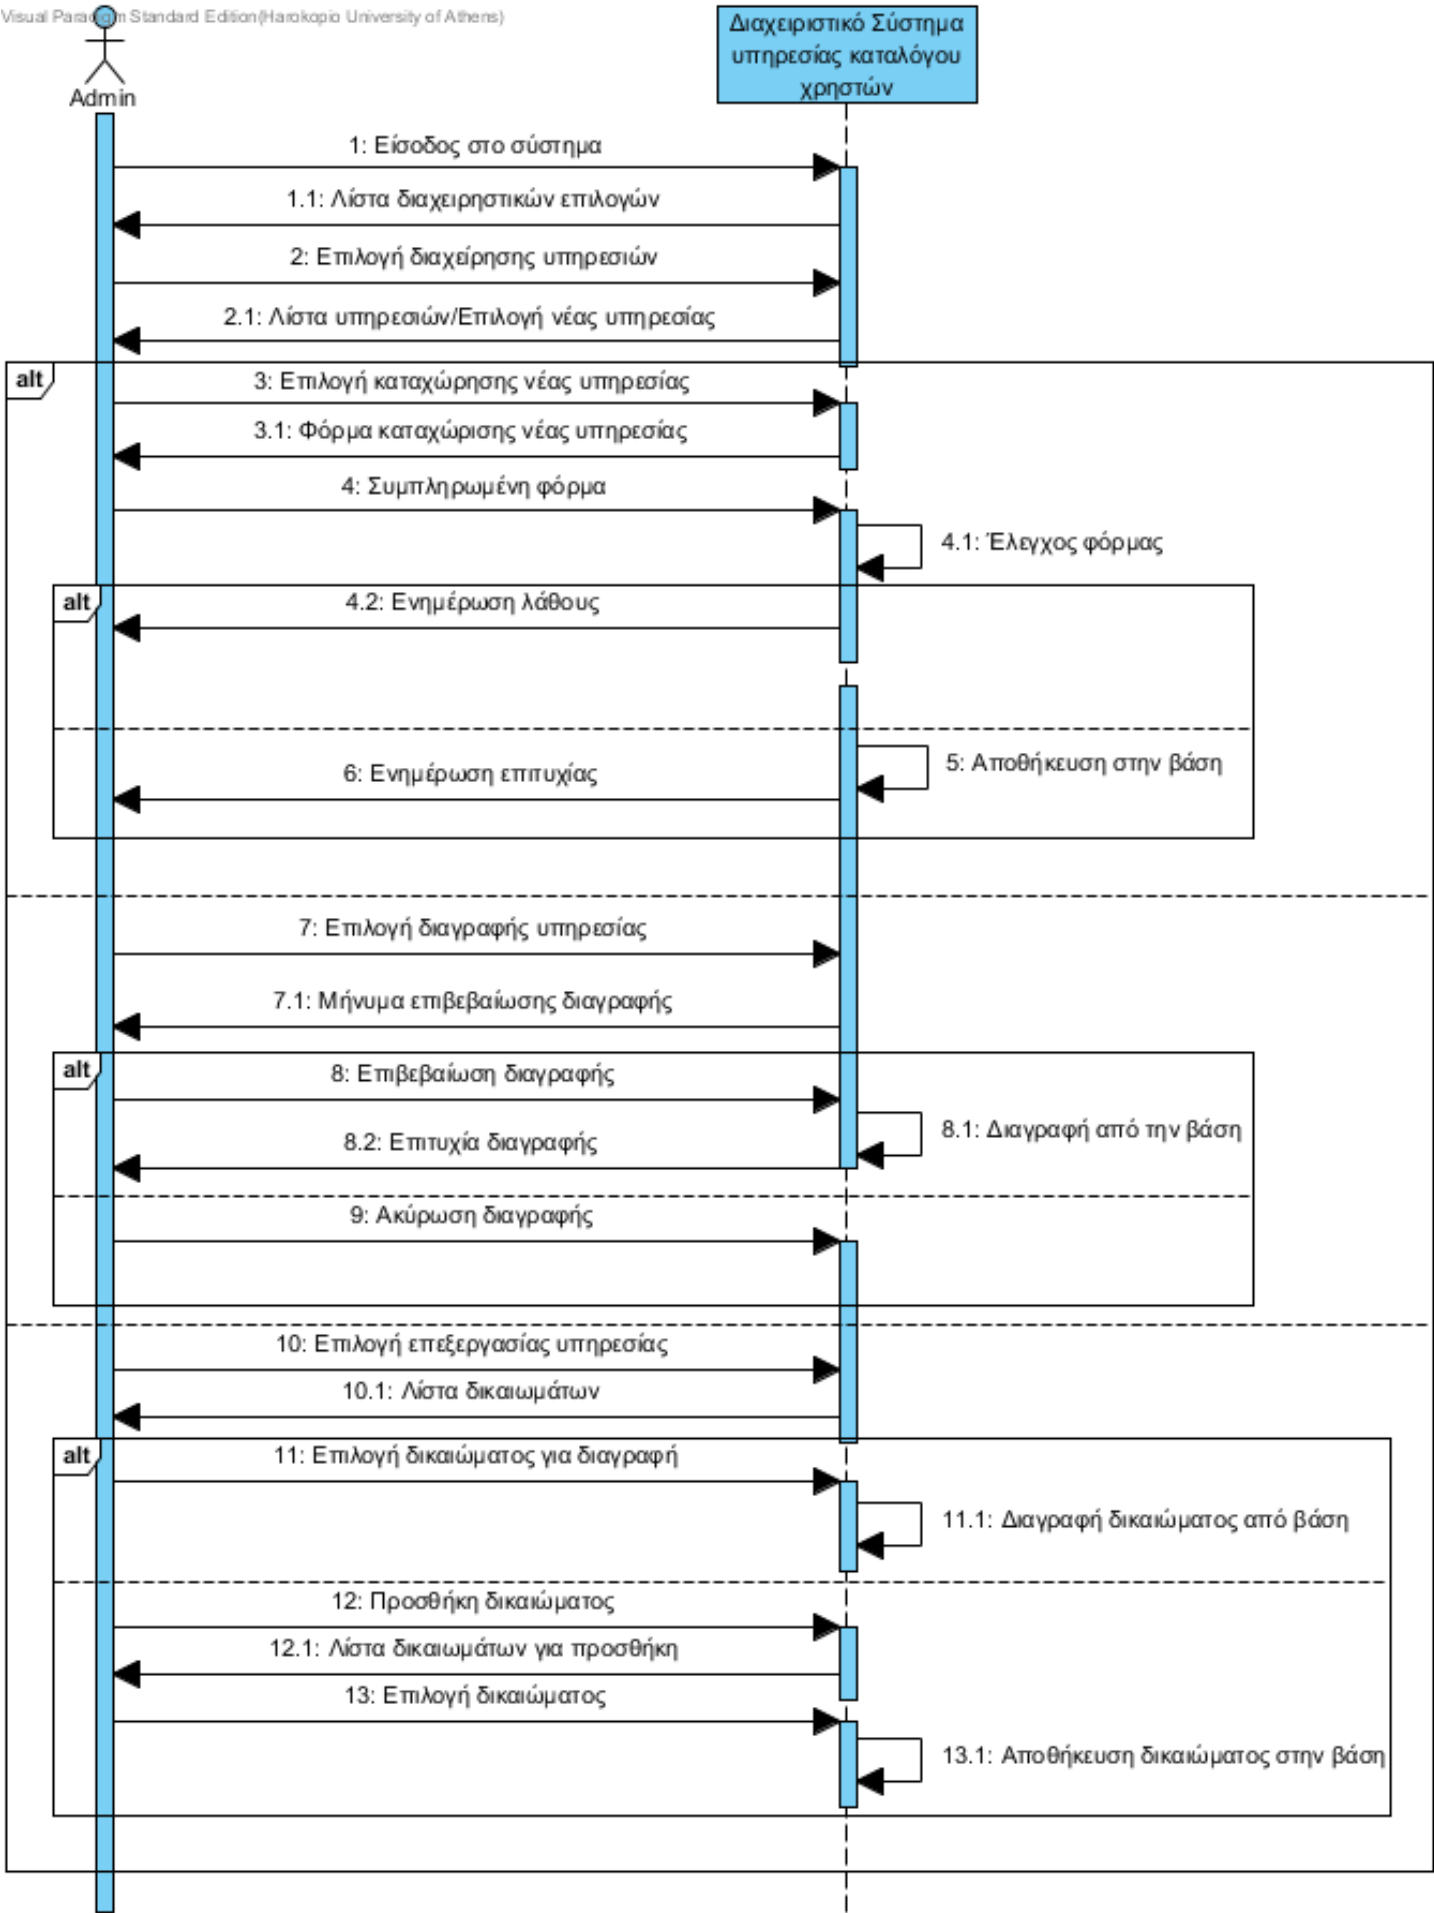 Visual Paradigm Standard Edition(Harokopio University of Athens)
Διαχειριστικό Σύστημα
υπηρεσίας καταλόγου
χρηστών
Admin
1: Είσοδος στο σύστημα
1.1: Λίστα διαχειρηστικών επιλογών
2: Επιλογή διαχείρησης υπηρεσιών
2.1: Λίστα υπηρεσιών/Επιλογή νέας υπηρεσίας
alt
3: Επιλογή καταχώρησης νέας υπηρεσίας
3.1: Φόρμα καταχώρισης νέας υπηρεσίας
4: Συμπληρωμένη φόρμα
4.1: Έλεγχος φόρμας
alt
4.2: Ενημέρωση λάθους
5: Αποθήκευση στην βάση
6: Ενημέρωση επιτυχίας
7: Επιλογή διαγραφής υπηρεσίας
7.1: Μήνυμα επιβεβαίωσης διαγραφής
alt
8: Επιβεβαίωση διαγραφής
8.1: Διαγραφή από την βάση
8.2: Επιτυχία διαγραφής
9: Ακύρωση διαγραφής
10: Επιλογή επεξεργασίας υπηρεσίας
10.1: Λίστα δικαιωμάτων
alt
11: Επιλογή δικαιώματος για διαγραφή
11.1: Διαγραφή δικαιώματος από βάση
12: Προσθήκη δικαιώματος
12.1: Λίστα δικαιωμάτων για προσθήκη
13: Επιλογή δικαιώματος
13.1: Αποθήκευση δικαιώματος στην βάση